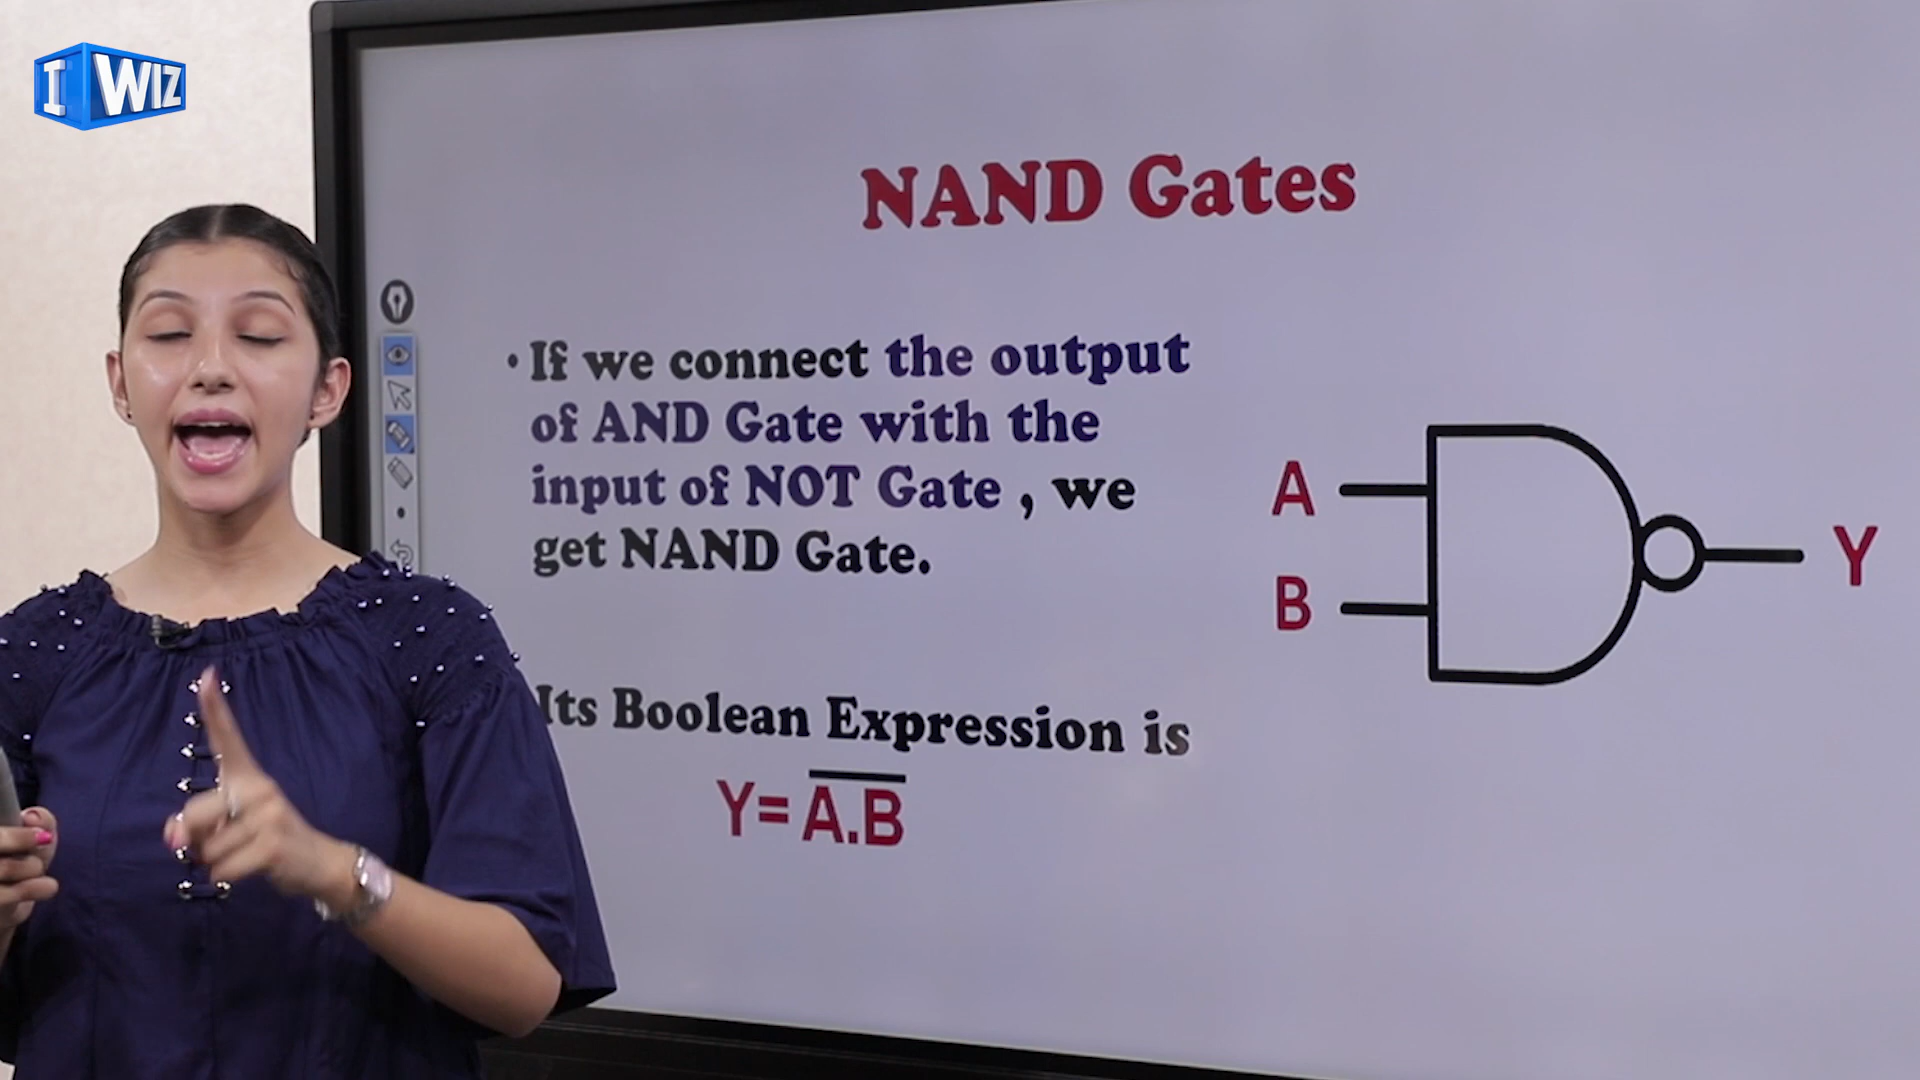 I WIZ
NAND Gates
• If we connect the output
of AND Gate with the
input of NOT Gate , we
get NAND Gate.
Its Boolean Expression is
Y= A̅.̅B̅
A
B
Y